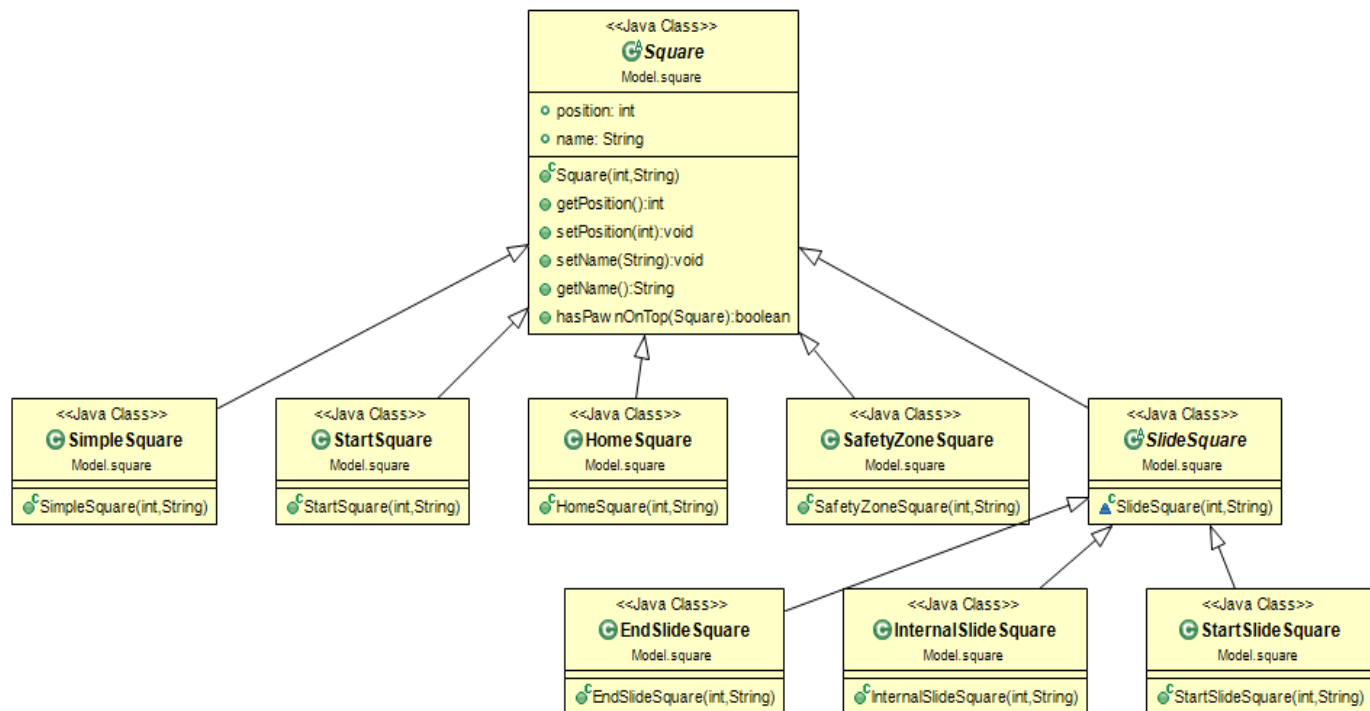 <<Java Class>>
Square
Model.square
position: int
name: String
Square(int,String)
getPosition():int
setPosition(int):void
setName(String):void
getName():String
hasPawnOnTop(Square):boolean
<<Java Class>>
SimpleSquare
Model.square
SimpleSquare(int,String)
<<Java Class>>
StartSquare
Model.square
StartSquare(int,String)
<<Java Class>>
HomeSquare
Model.square
HomeSquare(int,String)
<<Java Class>>
SafetyZoneSquare
Model.square
SafetyZoneSquare(int,String)
<<Java Class>>
SlideSquare
Model.square
SlideSquare(int,String)
<<Java Class>>
EndSlideSquare
Model.square
EndSlideSquare(int,String)
<<Java Class>>
InternalSlideSquare
Model.square
InternalSlideSquare(int,String)
<<Java Class>>
StartSlideSquare
Model.square
StartSlideSquare(int,String)